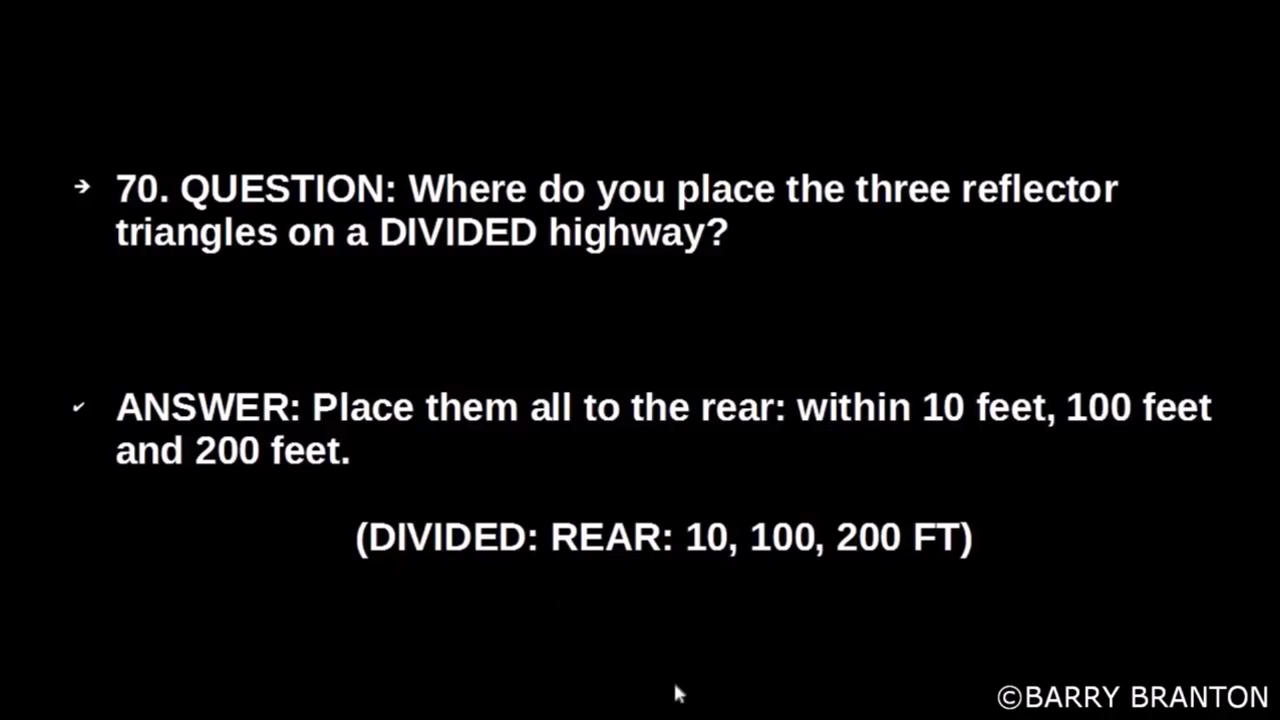 ➔ 70. QUESTION: Where do you place the three reflector
triangles on a DIVIDED highway?
✔ ANSWER: Place them all to the rear: within 10 feet, 100 feet
and 200 feet.
(DIVIDED: REAR: 10, 100, 200 FT)
©BARRY BRANTON